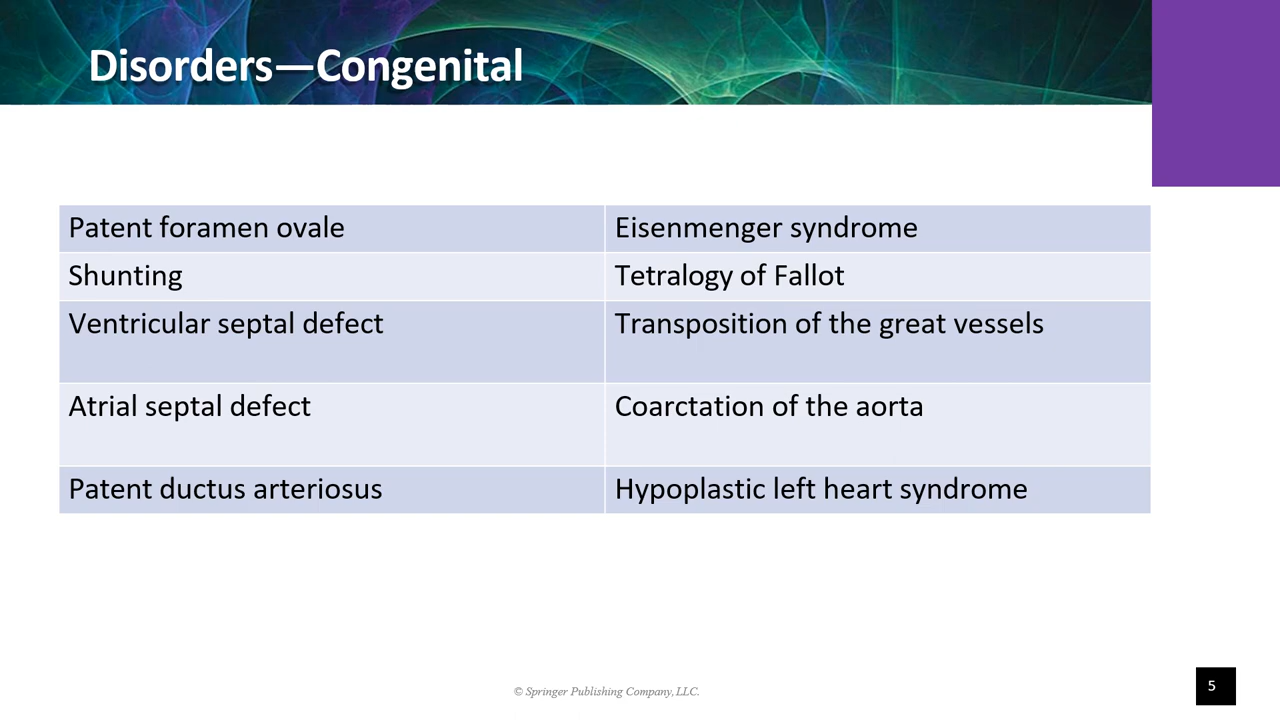 Disorders—Congenital
Patent foramen ovale
Eisenmenger syndrome
Shunting
Tetralogy of Fallot
Ventricular septal defect
Transposition of the great vessels
Atrial septal defect
Coarctation of the aorta
Patent ductus arteriosus
Hypoplastic left heart syndrome
© Springer Publishing Company, LLC.
5